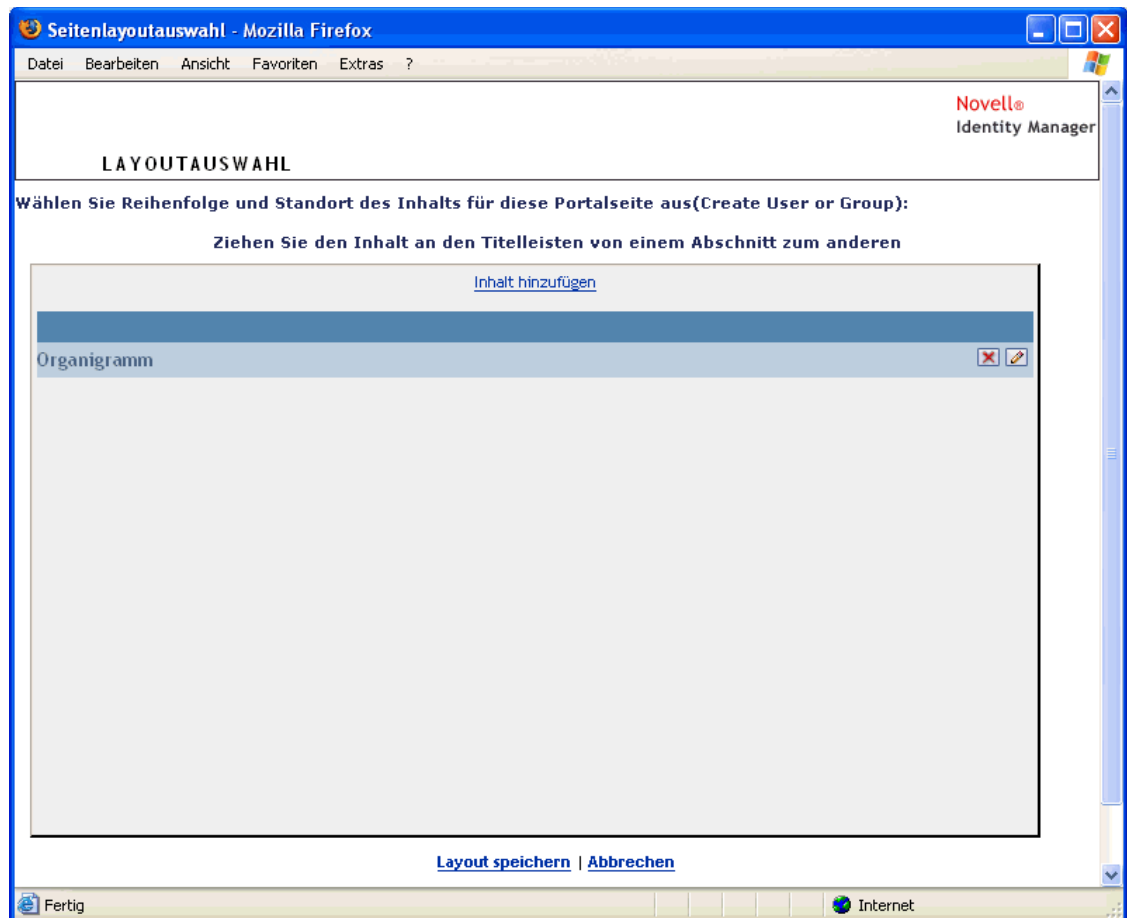 Seitenlayoutauswahl - Mozilla Firefox
Datei Bearbeiten Ansicht Favoriten Extras ?
Novell®
Identity Manager
LAYOUTAUSWAHL
Wählen Sie Reihenfolge und Standort des Inhalts für diese Portalseite aus(Create User or Group):
Ziehen Sie den Inhalt an den Titelleisten von einem Abschnitt zum anderen
Inhalt hinzufügen
Organigramm
Layout speichern | Abbrechen
Fertig Internet